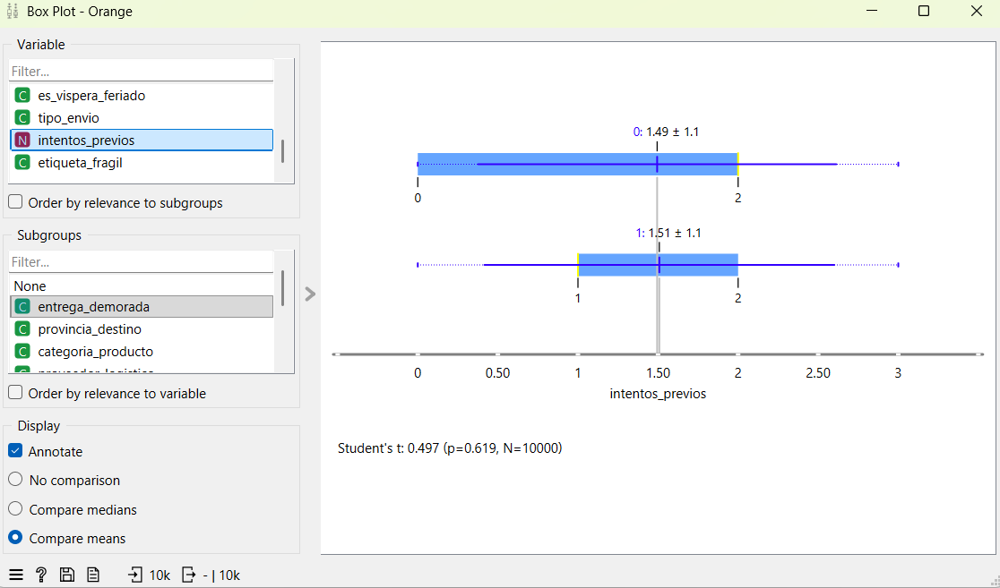 Box Plot - Orange
Variable
Filter...
C es_vispera_feriado
C tipo_envio
N intentos_previos
C etiqueta_fragil
Order by relevance to subgroups
Subgroups
Filter...
None
C entrega_demorada
C provincia_destino
C categoria_producto
Order by relevance to variable
Display
Annotate
No comparison
Compare medians
Compare means
? 10k - | 10k
0: 1.49 ± 1.1
0 2
1: 1.51 ± 1.1
1 2
0 0.50 1 1.50 2 2.50 3
intentos_previos
Student's t: 0.497 (p=0.619, N=10000)